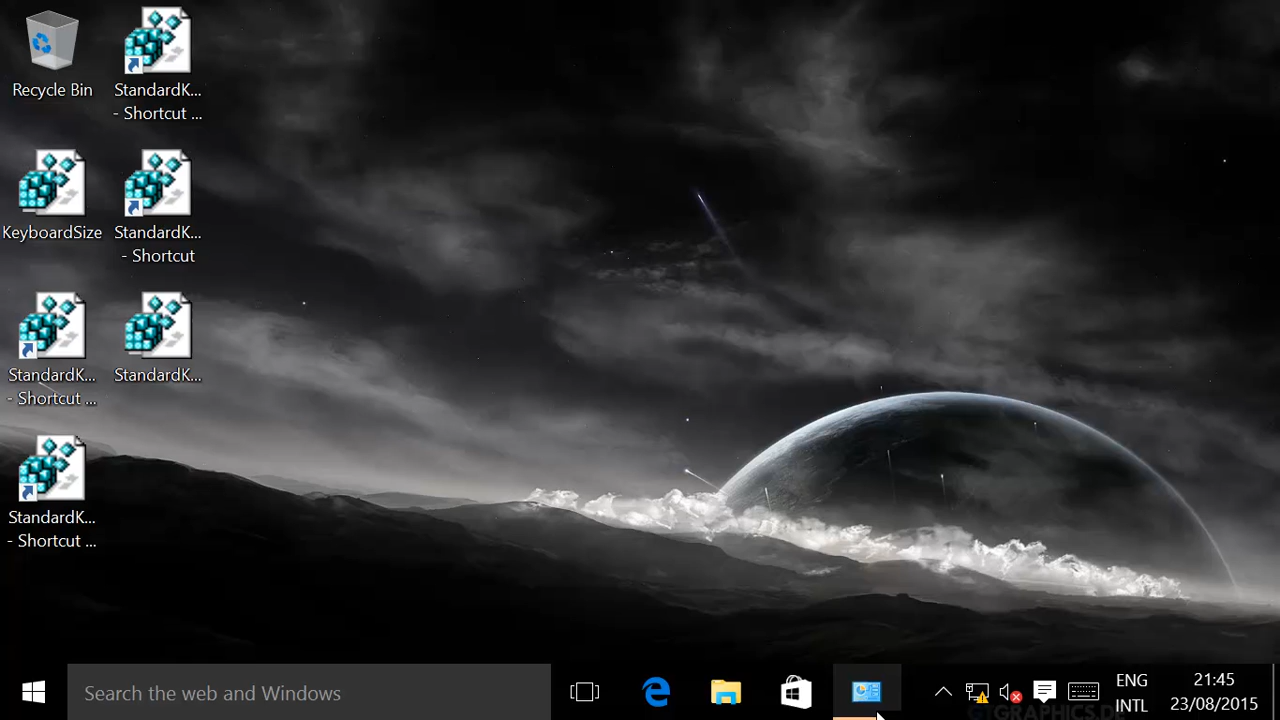 Recycle Bin
StandardK...
- Shortcut ...
KeyboardSize
StandardK...
- Shortcut
StandardK...
- Shortcut ...
StandardK...
StandardK...
- Shortcut ...
Search the web and Windows
ENG
INTL
21:45
23/08/2015